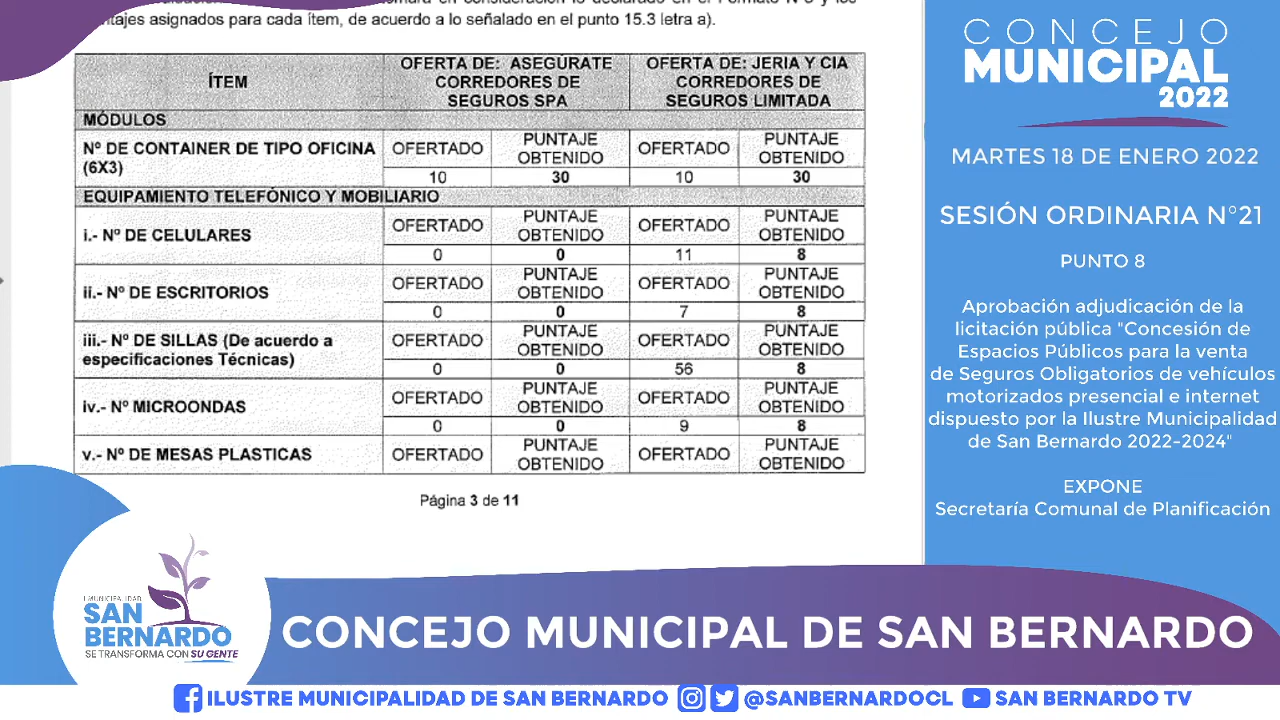 ntajes asignados para cada ítem, de acuerdo a lo señalado en el punto 15.3 letra a).
ÍTEM
OFERTA DE: ASEGÚRATE
CORREDORES DE
SEGUROS SPA
OFERTA DE: JERIA Y CIA
CORREDORES DE
SEGUROS LIMITADA
MÓDULOS
Nº DE CONTAINER DE TIPO OFICINA
(6X3)
OFERTADO
PUNTAJE
OBTENIDO
OFERTADO
PUNTAJE
OBTENIDO
10 30 10 30
EQUIPAMIENTO TELEFÓNICO Y MOBILIARIO
i.- Nº DE CELULARES
OFERTADO
PUNTAJE
OBTENIDO
OFERTADO
PUNTAJE
OBTENIDO
0 0 11 8
ii.- Nº DE ESCRITORIOS
OFERTADO
PUNTAJE
OBTENIDO
OFERTADO
PUNTAJE
OBTENIDO
0 0 7 8
iii.- Nº DE SILLAS (De acuerdo a
especificaciones Técnicas)
OFERTADO
PUNTAJE
OBTENIDO
OFERTADO
PUNTAJE
OBTENIDO
0 0 56 8
iv.- Nº MICROONDAS
OFERTADO
PUNTAJE
OBTENIDO
OFERTADO
PUNTAJE
OBTENIDO
0 0 9 8
v.- Nº DE MESAS PLASTICAS
OFERTADO
PUNTAJE
OBTENIDO
OFERTADO
PUNTAJE
OBTENIDO
Página 3 de 11
CONCEJO
MUNICIPAL
2022
MARTES 18 DE ENERO 2022
SESIÓN ORDINARIA N°21
PUNTO 8
Aprobación adjudicación de la
licitación pública "Concesión de
Espacios Públicos para la venta
de Seguros Obligatorios de vehículos
motorizados presencial e internet
dispuesto por la Ilustre Municipalidad
de San Bernardo 2022-2024"
EXPONE
Secretaría Comunal de Planificación
I. MUNICIPALIDAD
SAN
BERNARDO
SE TRANSFORMA CON SU GENTE
CONCEJO MUNICIPAL DE SAN BERNARDO
ILUSTRE MUNICIPALIDAD DE SAN BERNARDO @SANBERNARDOCL SAN BERNARDO TV